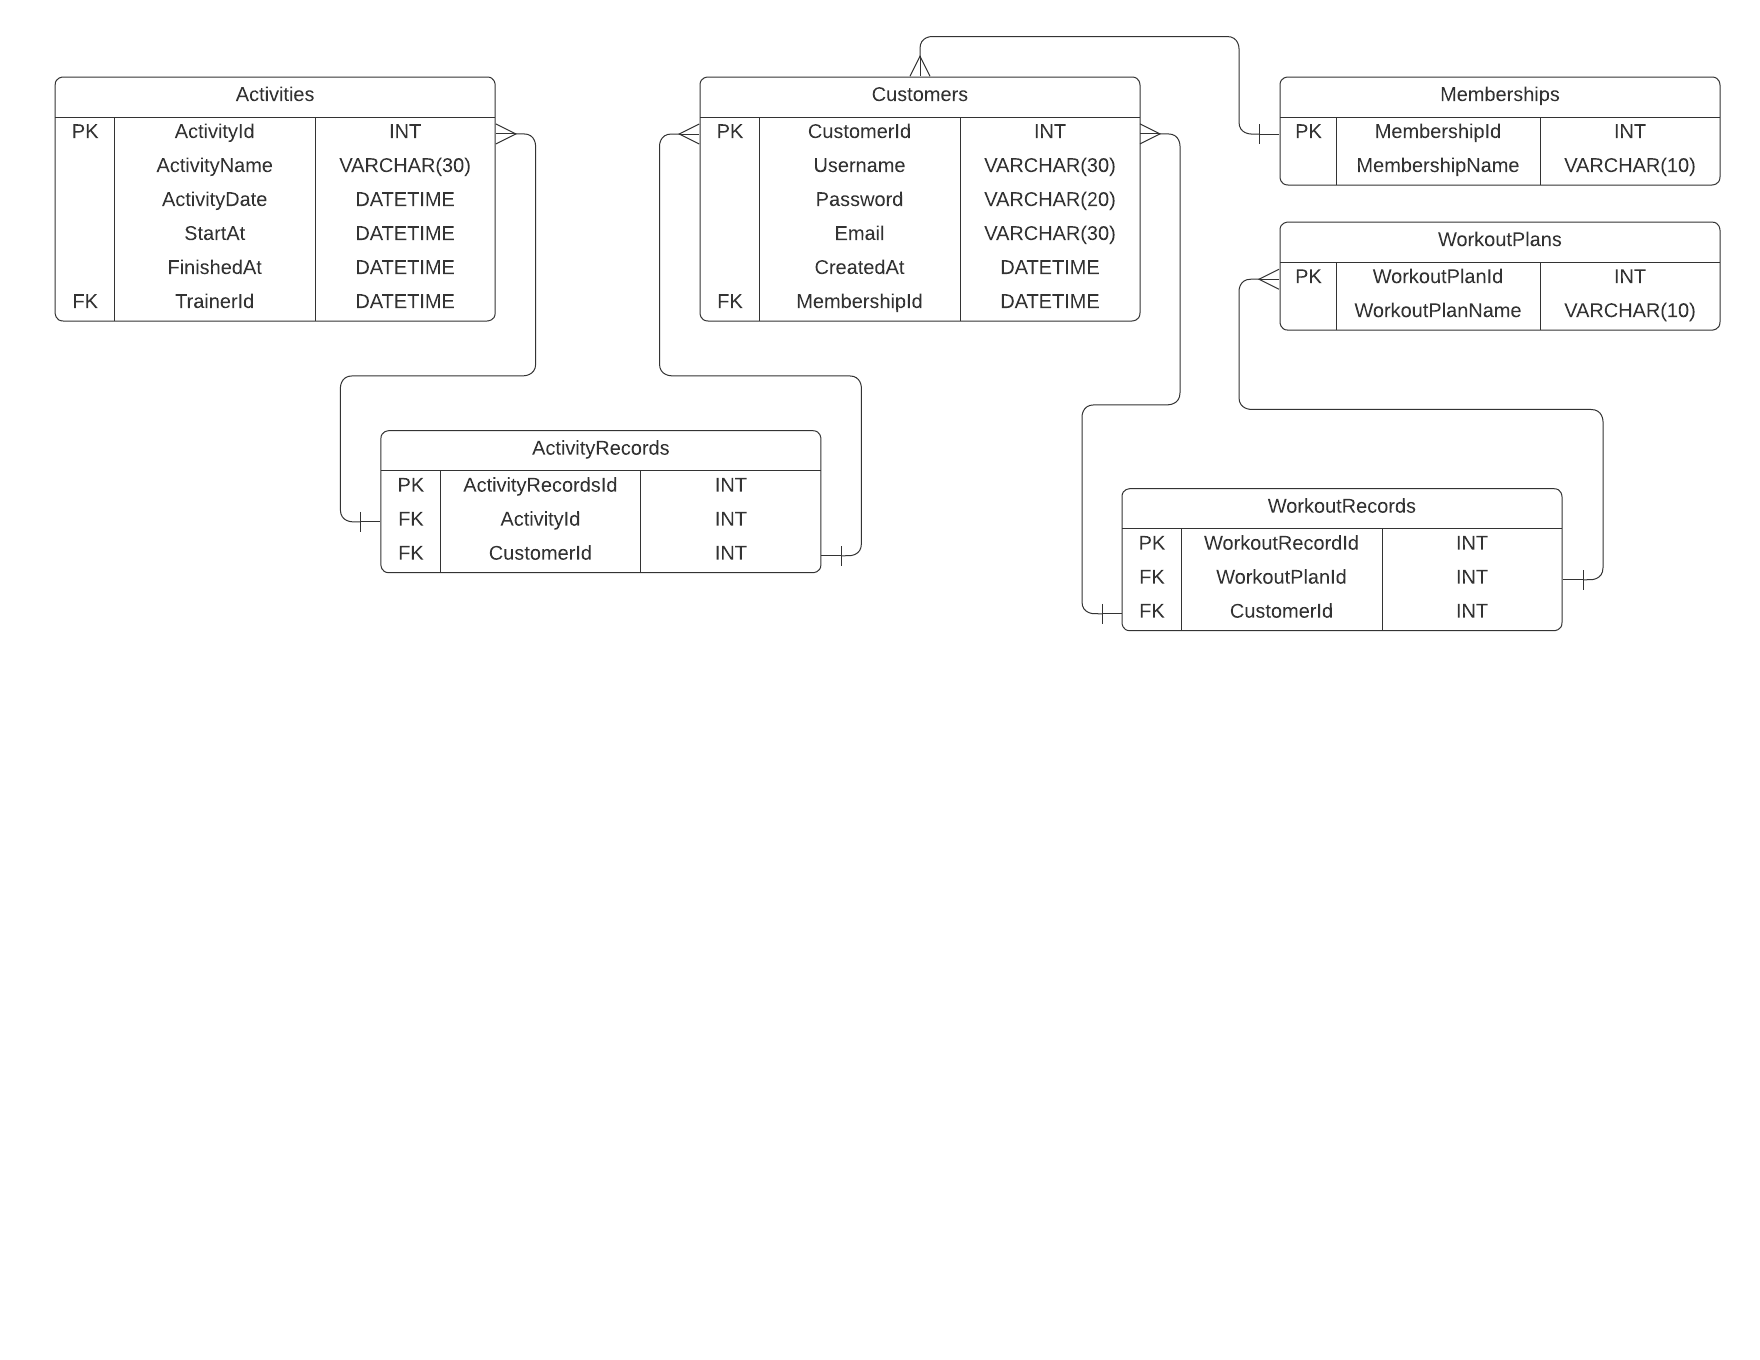 Activities
PK ActivityId INT
ActivityName VARCHAR(30)
ActivityDate DATETIME
StartAt DATETIME
FinishedAt DATETIME
FK TrainerId DATETIME
Customers
PK CustomerId INT
Username VARCHAR(30)
Password VARCHAR(20)
Email VARCHAR(30)
CreatedAt DATETIME
FK MembershipId DATETIME
Memberships
PK MembershipId INT
MembershipName VARCHAR(10)
WorkoutPlans
PK WorkoutPlanId INT
WorkoutPlanName VARCHAR(10)
ActivityRecords
PK ActivityRecordsId INT
FK ActivityId INT
FK CustomerId INT
WorkoutRecords
PK WorkoutRecordId INT
FK WorkoutPlanId INT
FK CustomerId INT